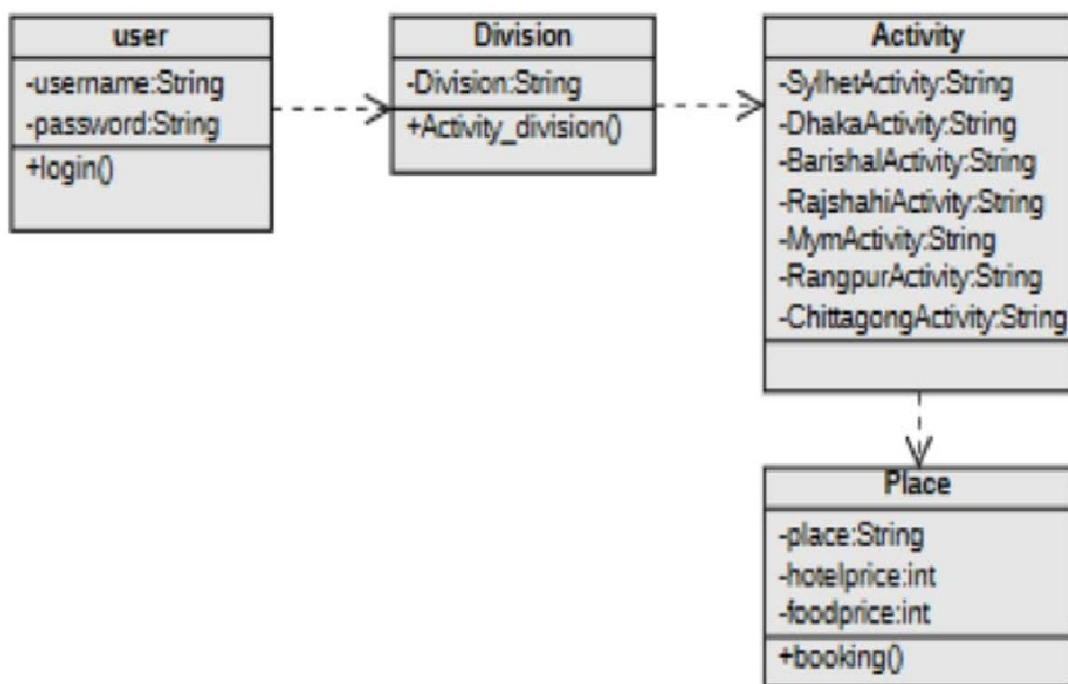 user
-username:String
-password:String
+login()
Division
-Division:String
+Activity_division()
Activity
-SylhetActivity:String
-DhakaActivity:String
-BarishalActivity:String
-RajshahiActivity:String
-MymActivity:String
-RangpurActivity:String
-ChittagongActivity:String
Place
-place:String
-hotelprice:int
-foodprice:int
+booking()